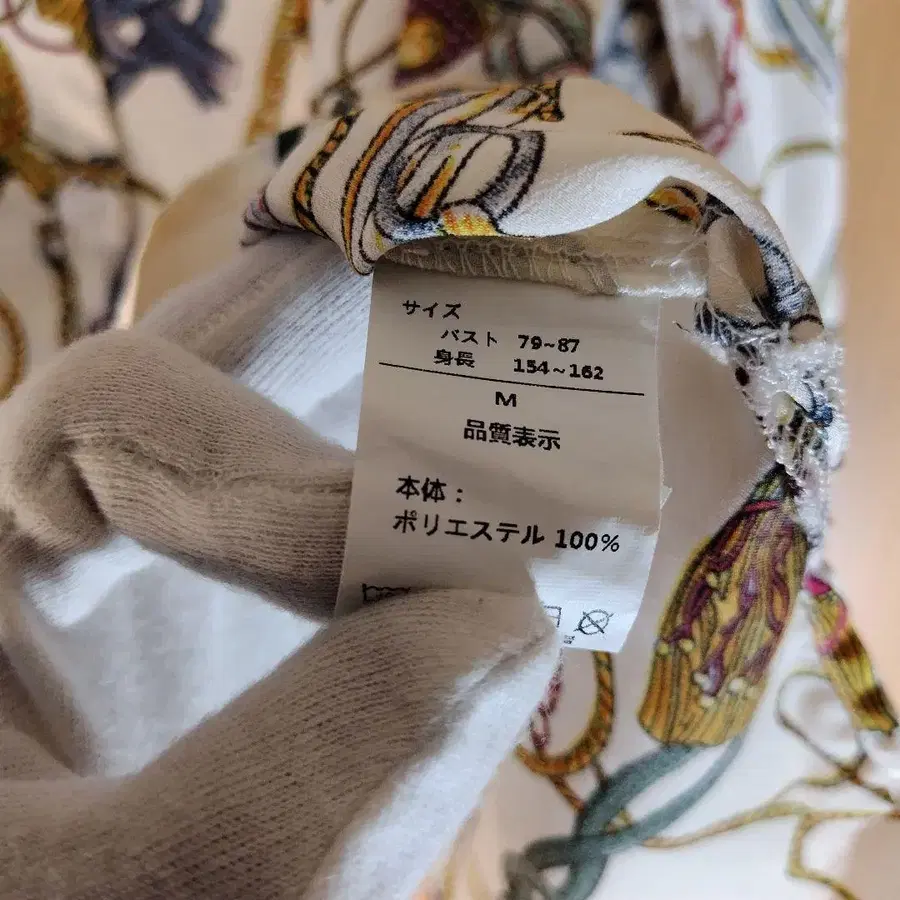 サイズ
バスト 79~87
身長 154~162
M
品質表示
本体：
ポリエステル 100%